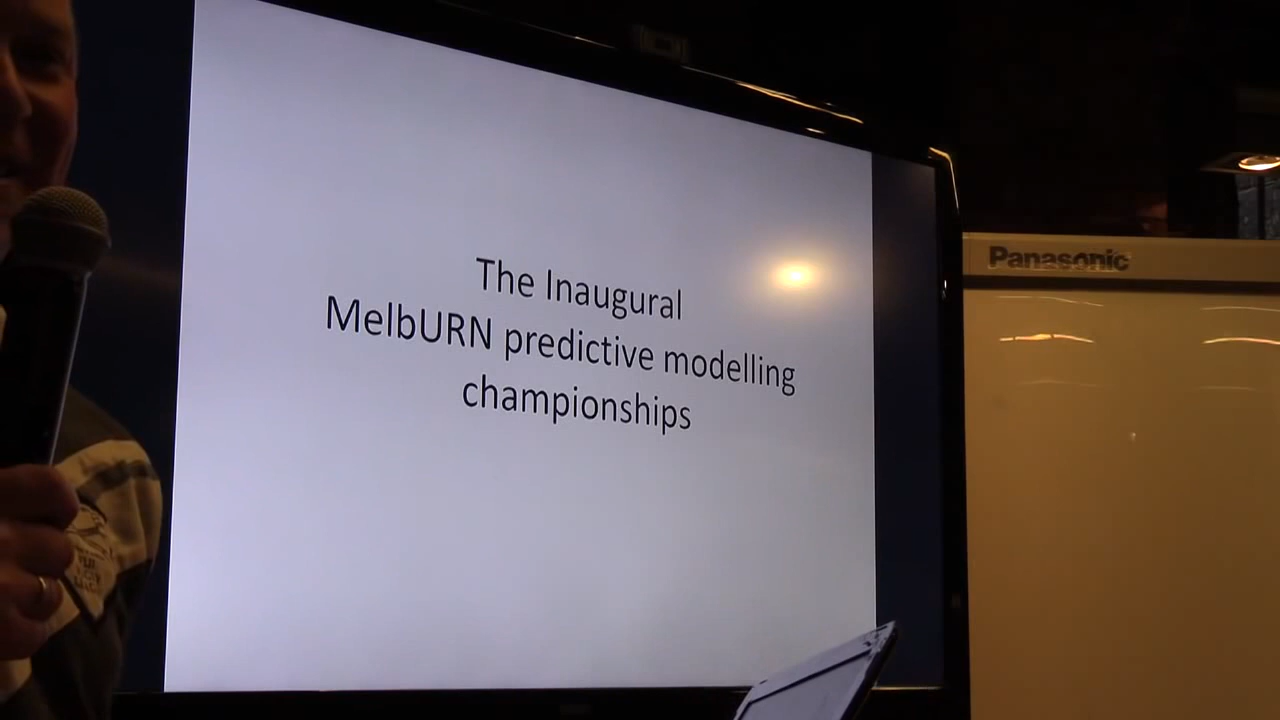 The Inaugural
MelbURN predictive modelling
championships
Panasonic